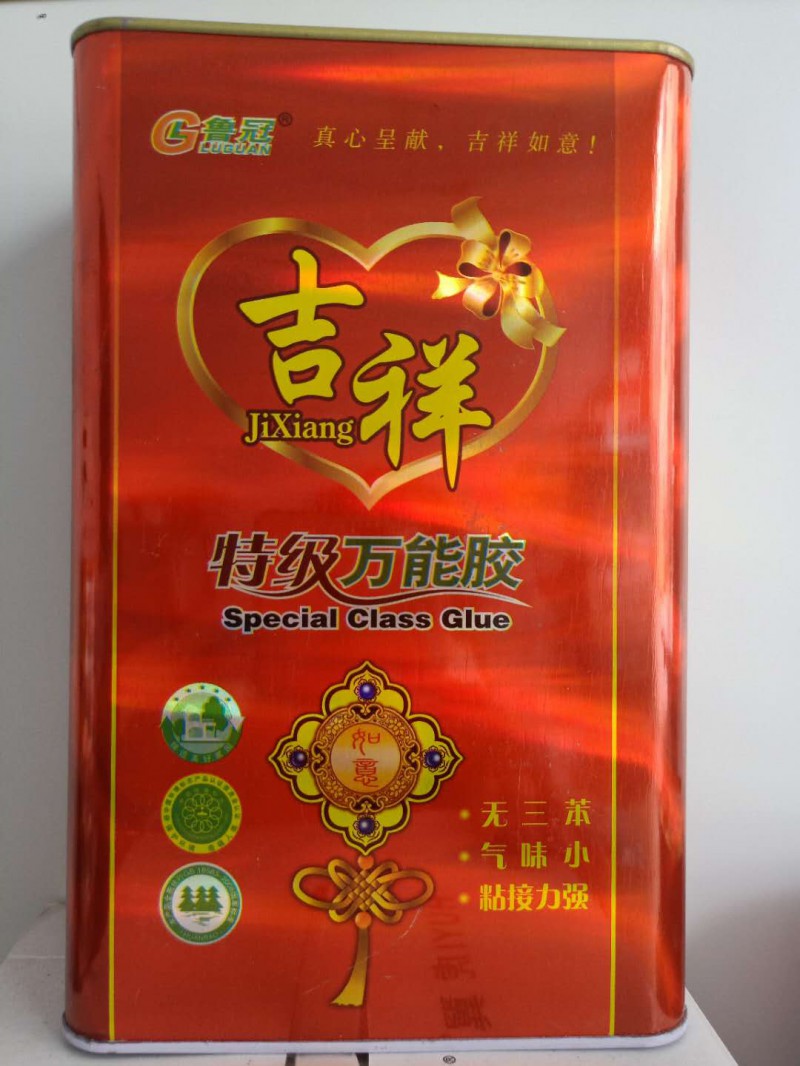 鲁冠®
LUGUAN
真心呈献，吉祥如意！
吉祥
JiXiang
特级万能胶
Special Class Glue
如意
无三苯
气味小
粘接力强
®